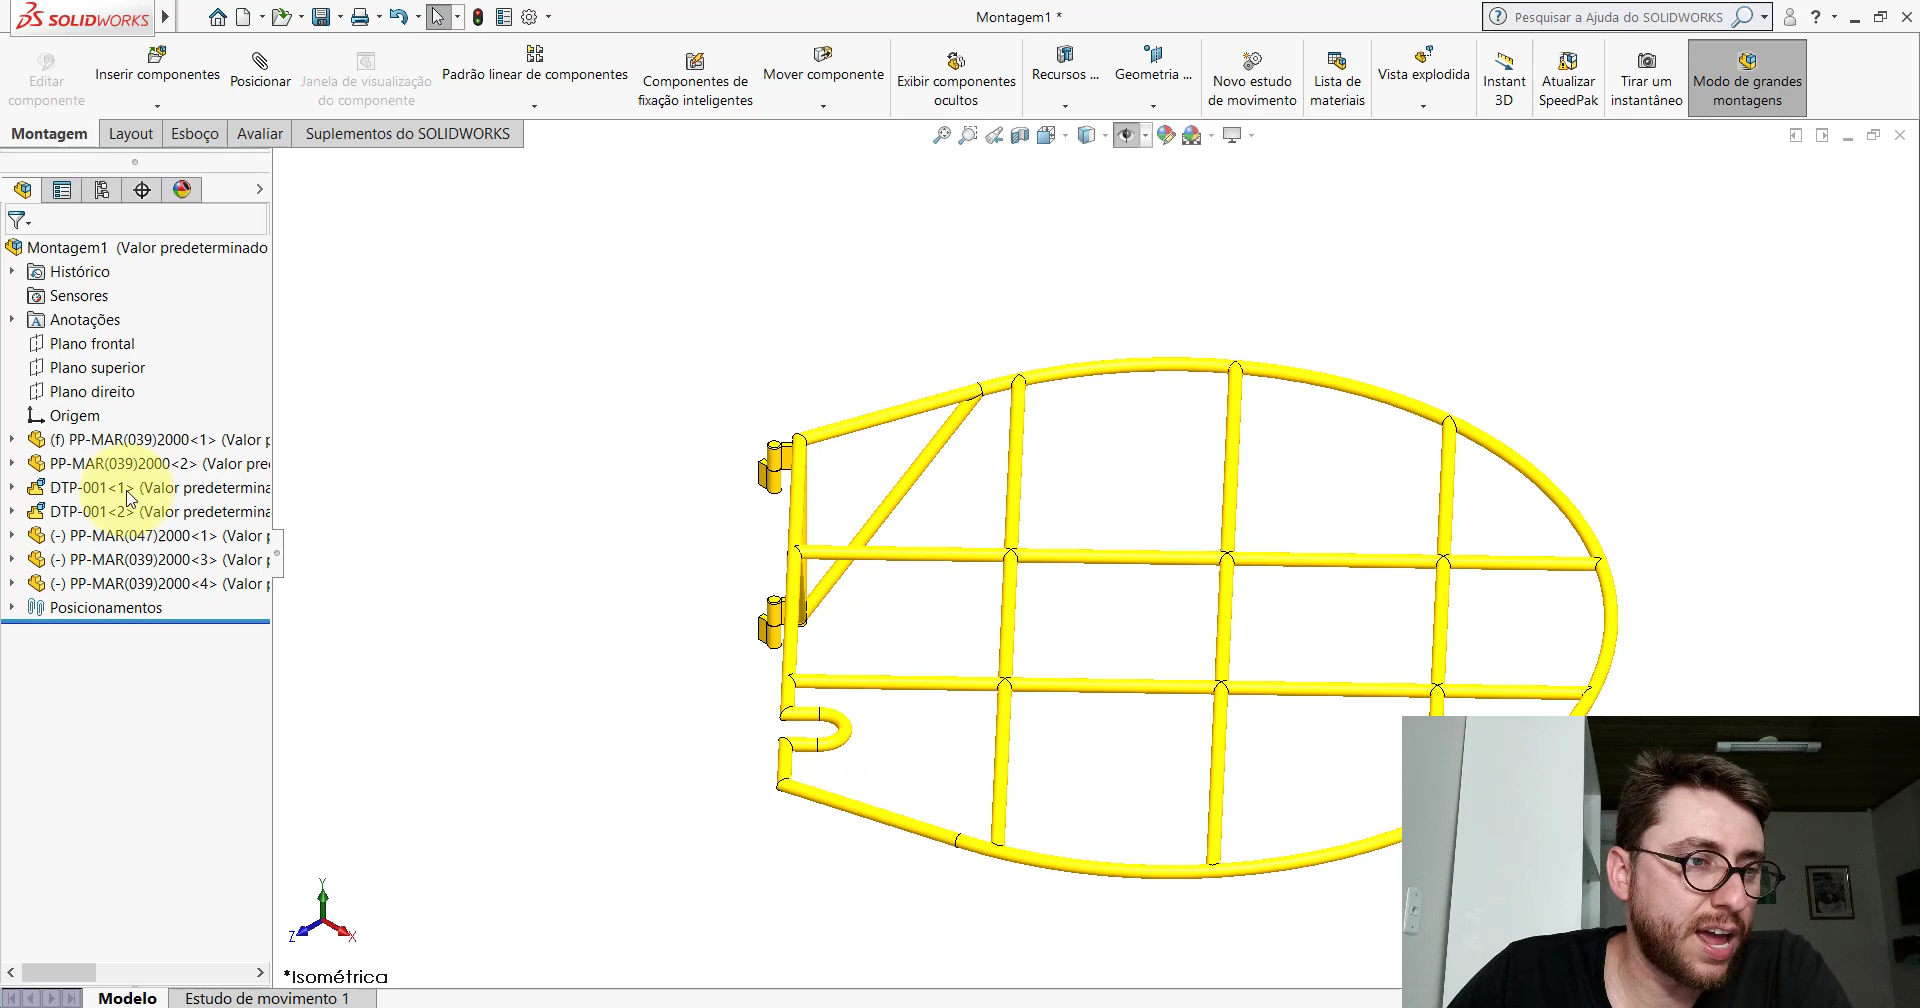 SOLIDWORKS
Montagem1 *
Pesquisar a Ajuda do SOLIDWORKS
Editar
componente
Inserir componentes
Posicionar
Janela de visualização
do componente
Padrão linear de componentes
Componentes de
fixação inteligentes
Mover componente
Exibir componentes
ocultos
Recursos ...
Geometria ...
Novo estudo
de movimento
Lista de
materiais
Vista explodida
Instant
3D
Atualizar
SpeedPak
Tirar um
instantâneo
Modo de grandes
montagens
Montagem
Layout
Esboço
Avaliar
Suplementos do SOLIDWORKS
Montagem1 (Valor predeterminado
Histórico
Sensores
A
Anotações
Plano frontal
Plano superior
Plano direito
Origem
(f) PP-MAR(039)2000<1> (Valor p
PP-MAR(039)2000<2> (Valor pre
DTP-001<1> (Valor predetermina
DTP-001<2> (Valor predetermina
(-) PP-MAR(047)2000<1> (Valor p
(-) PP-MAR(039)2000<3> (Valor p
(-) PP-MAR(039)2000<4> (Valor p
Posicionamentos
Y
Z
X
*Isométrica
Modelo
Estudo de movimento 1